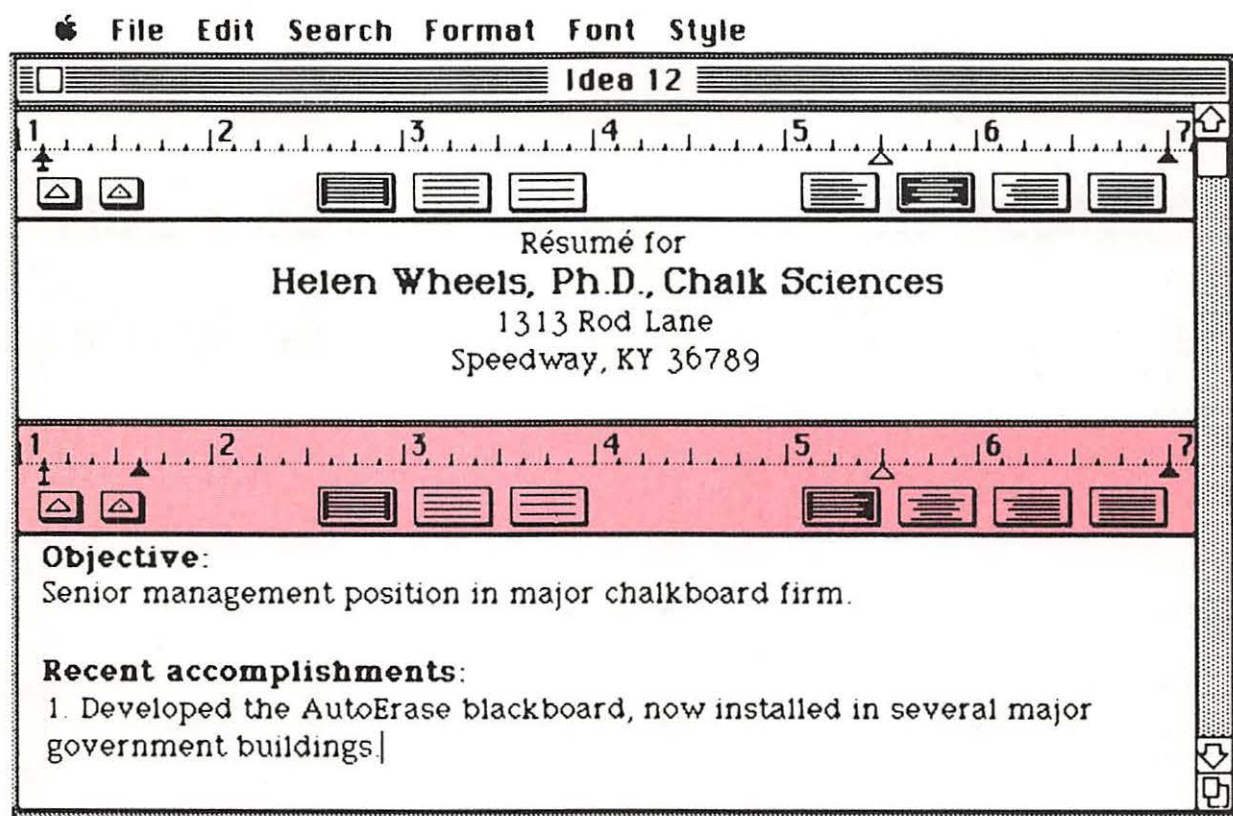 File Edit Search Format Font Style
Idea 12
1 2 3 4 5 6 7
Résumé for
Helen Wheels, Ph.D., Chalk Sciences
1313 Rod Lane
Speedway, KY 36789
1 2 3 4 5 6 7
Objective:
Senior management position in major chalkboard firm.
Recent accomplishments:
1. Developed the AutoErase blackboard, now installed in several major
government buildings.